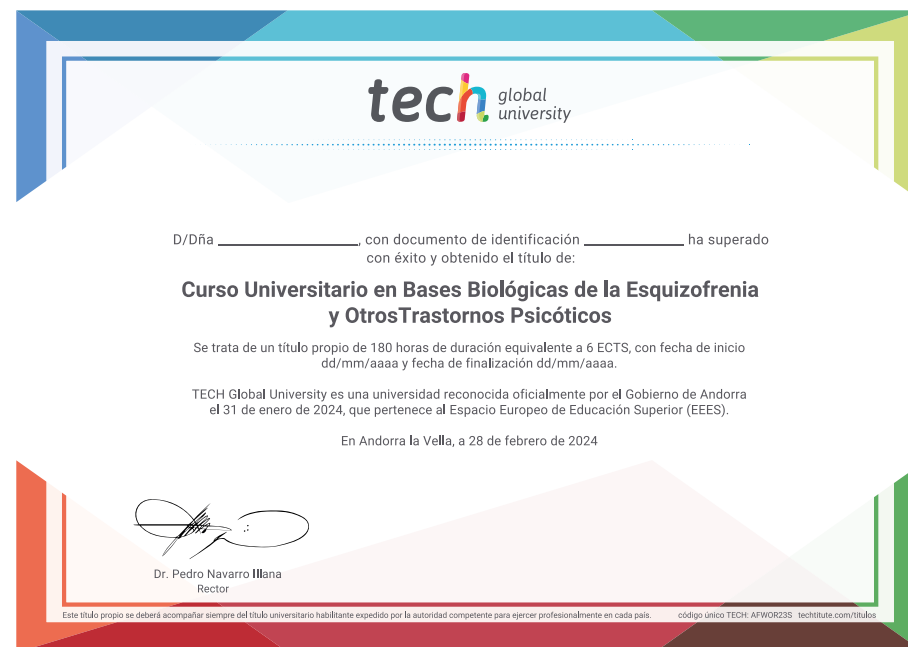 tech global university
D/Dña ____________________, con documento de identificación ______________ ha superado
con éxito y obtenido el título de:
Curso Universitario en Bases Biológicas de la Esquizofrenia
y OtrosTrastornos Psicóticos
Se trata de un título propio de 180 horas de duración equivalente a 6 ECTS, con fecha de inicio
dd/mm/aaaa y fecha de finalización dd/mm/aaaa.
TECH Global University es una universidad reconocida oficialmente por el Gobierno de Andorra
el 31 de enero de 2024, que pertenece al Espacio Europeo de Educación Superior (EEES).
En Andorra la Vella, a 28 de febrero de 2024
Dr. Pedro Navarro Illana
Rector
Este título propio se deberá acompañar siempre del título universitario habilitante expedido por la autoridad competente para ejercer profesionalmente en cada país. código único TECH: AFWOR23S techtitute.com/titulos